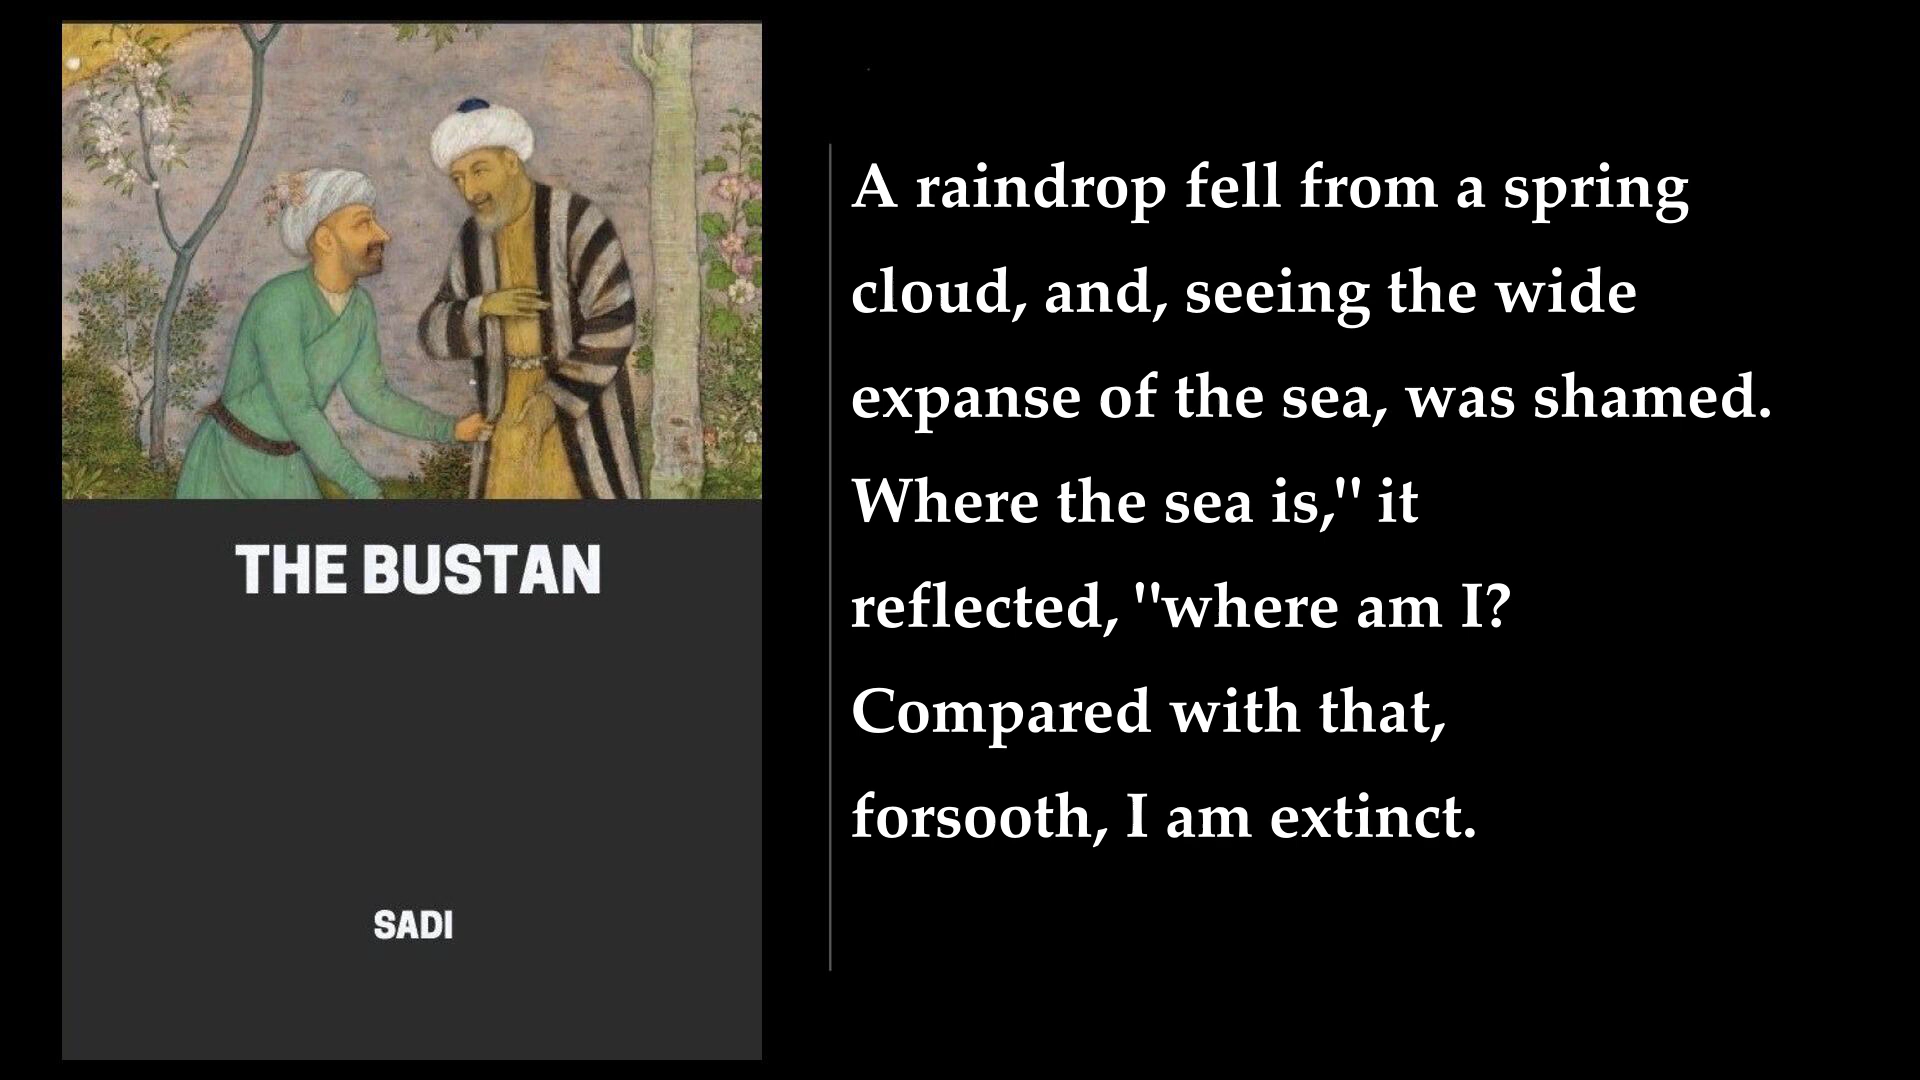 THE BUSTAN
SADI
A raindrop fell from a spring
cloud, and, seeing the wide
expanse of the sea, was shamed.
Where the sea is," it
reflected, "where am I?
Compared with that,
forsooth, I am extinct.